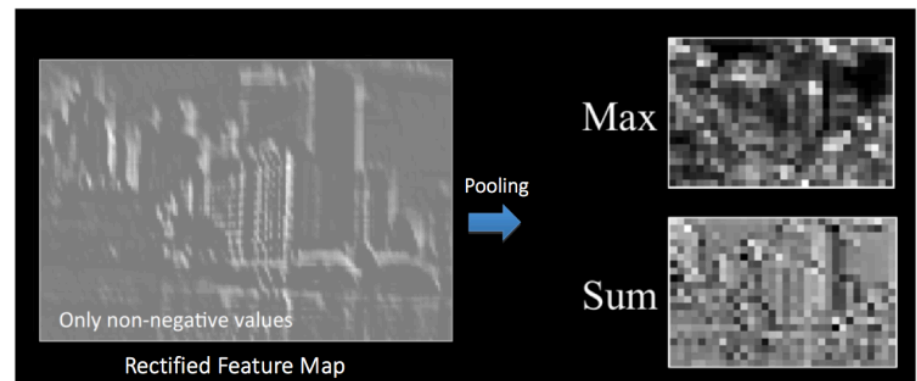 Max
Pooling
Sum
Only non-negative values
Rectified Feature Map